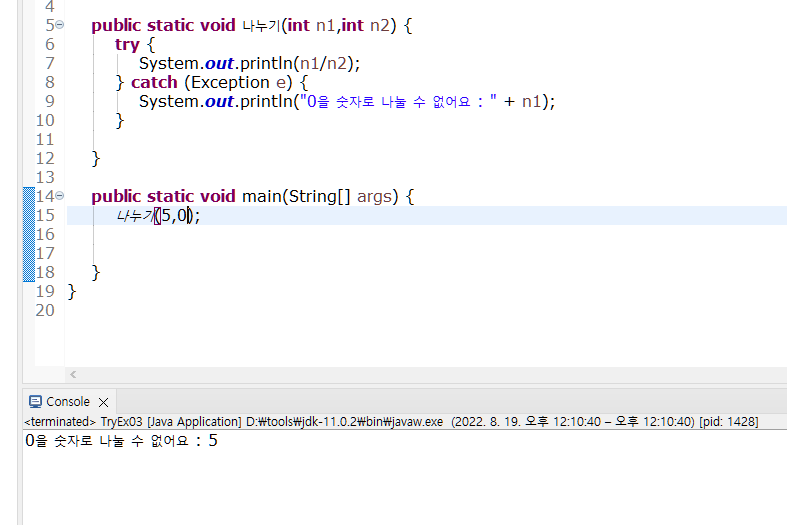 4
5 public static void 나누기(int n1,int n2) {
6 try {
7 System.out.println(n1/n2);
8 } catch (Exception e) {
9 System.out.println("0을 숫자로 나눌 수 없어요 : " + n1);
10 }
11
12 }
13
14 public static void main(String[] args) {
15 나누기(5,0);
16
17
18 }
19 }
20
Console
<terminated> TryEx03 [Java Application] D:₩tools₩jdk-11.0.2₩bin₩javaw.exe (2022. 8. 19. 오후 12:10:40 – 오후 12:10:40) [pid: 1428]
0을 숫자로 나눌 수 없어요 : 5